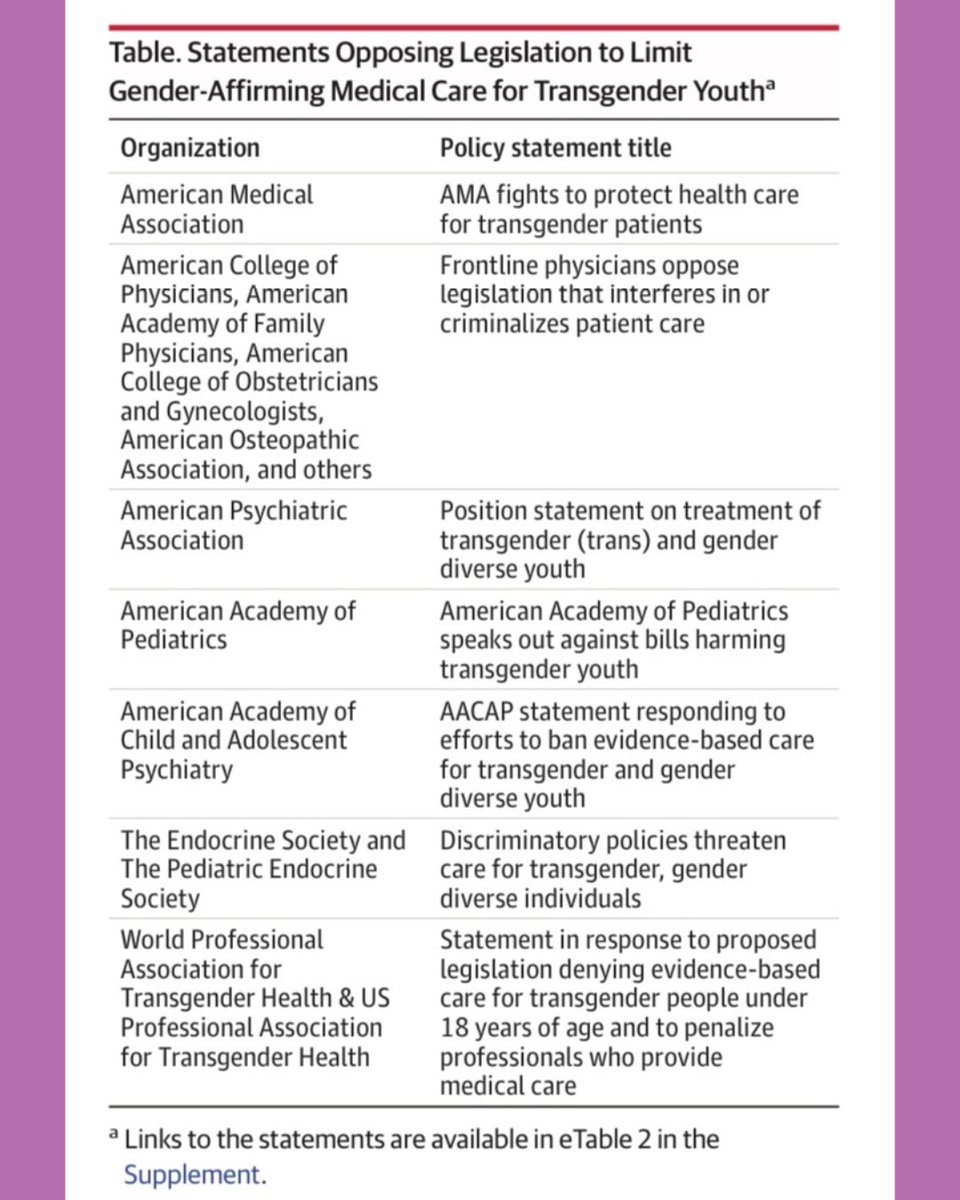 Table. Statements Opposing Legislation to Limit
Gender-Affirming Medical Care for Transgender Youthᵃ
Organization Policy statement title
American Medical
Association
AMA fights to protect health care
for transgender patients
American College of
Physicians, American
Academy of Family
Physicians, American
College of Obstetricians
and Gynecologists,
American Osteopathic
Association, and others
Frontline physicians oppose
legislation that interferes in or
criminalizes patient care
American Psychiatric
Association
Position statement on treatment of
transgender (trans) and gender
diverse youth
American Academy of
Pediatrics
American Academy of Pediatrics
speaks out against bills harming
transgender youth
American Academy of
Child and Adolescent
Psychiatry
AACAP statement responding to
efforts to ban evidence-based care
for transgender and gender
diverse youth
The Endocrine Society and
The Pediatric Endocrine
Society
Discriminatory policies threaten
care for transgender, gender
diverse individuals
World Professional
Association for
Transgender Health & US
Professional Association
for Transgender Health
Statement in response to proposed
legislation denying evidence-based
care for transgender people under
18 years of age and to penalize
professionals who provide
medical care
ᵃ Links to the statements are available in eTable 2 in the
Supplement.